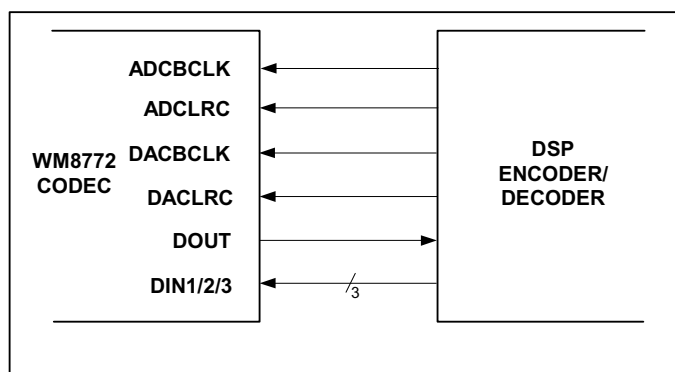 ADCBCLK
ADCLRC
DACBCLK
WM8772
CODEC
DACLRC
DOUT
DIN1/2/3
3
DSP
ENCODER/
DECODER